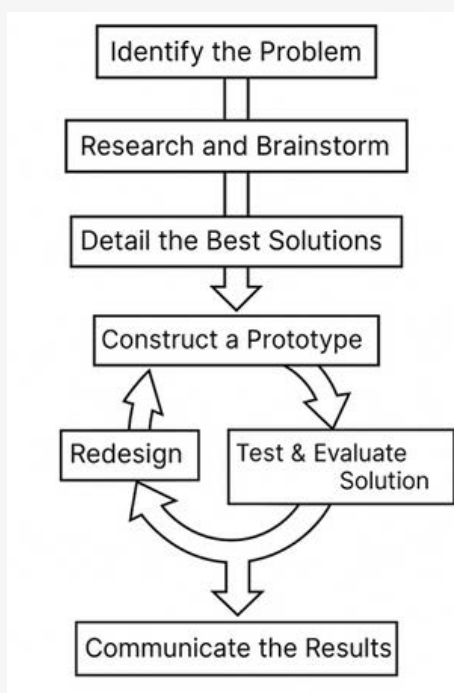 Identify the Problem
Research and Brainstorm
Detail the Best Solutions
Construct a Prototype
Redesign
Test & Evaluate
Solution
Communicate the Results